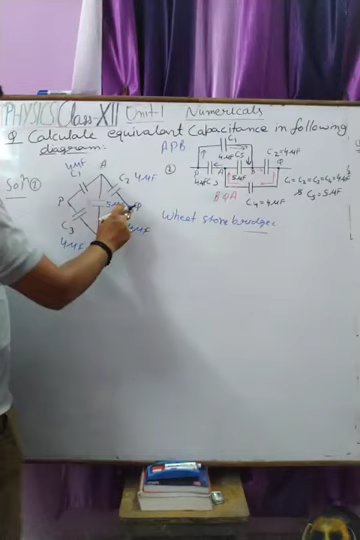 PHYSICS Class-XII Unit-1 Numericals
Q Calculate equivalent Capacitance in following
diagram:
APB
C1
4μF C5
C2=4μF
②
P
A
B
Q
4μF C3
5μF
C1=C2=C3=C4=4μF
& C5=5μF
BQA
C4=4μF
Sol^n ②
4μF
C1
A
C2 4μF
P
5μF
C3
4μF
4μF
Wheat stone bridge: